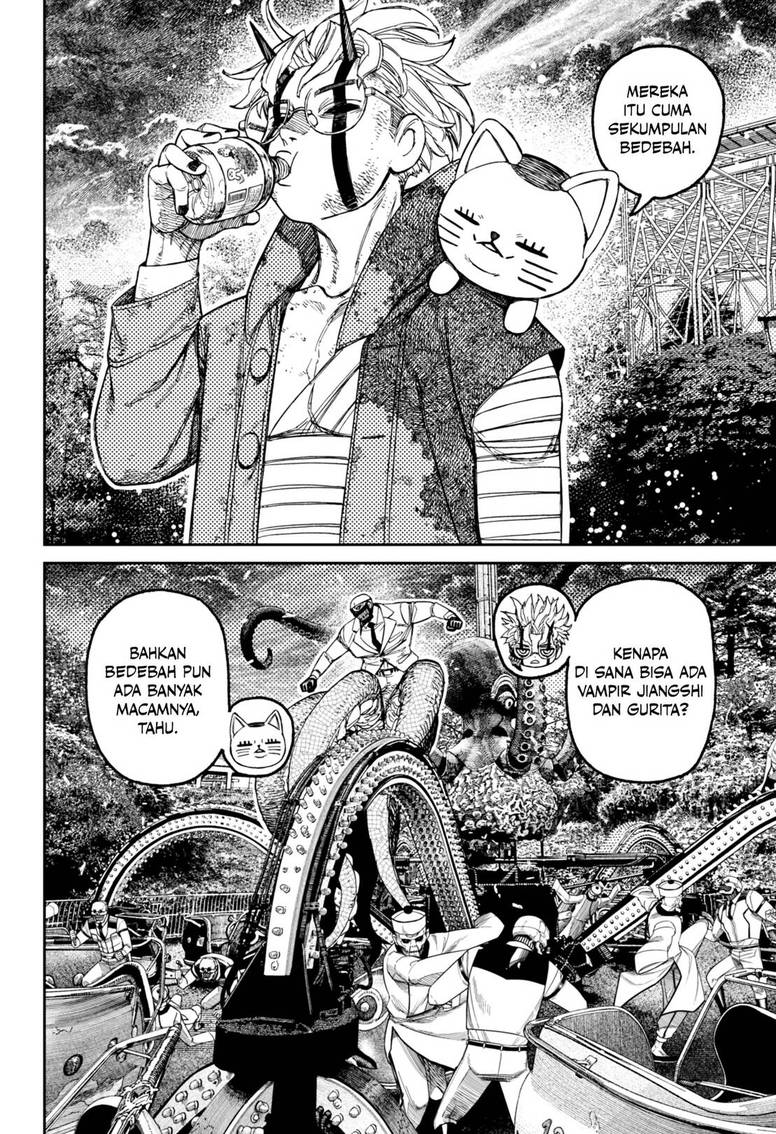 MEREKA
ITU CUMA
SEKUMPULAN
BEDEBAH.
KENAPA
DI SANA BISA ADA
VAMPIR JIANGSHI
DAN GURITA?
BAHKAN
BEDEBAH PUN
ADA BANYAK
MACAMNYA,
TAHU.
12